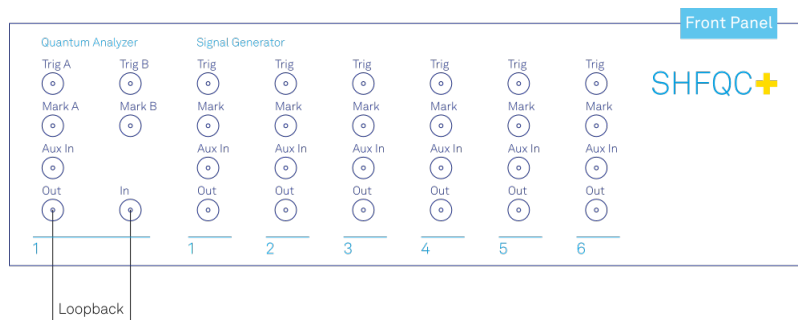 Front Panel
Quantum Analyzer Signal Generator
Trig A Trig B Trig Trig Trig Trig Trig Trig
SHFQC+
Mark A Mark B Mark Mark Mark Mark Mark Mark
Aux In Aux In Aux In Aux In Aux In Aux In Aux In
Out In Out Out Out Out Out Out
1 1 2 3 4 5 6
Loopback